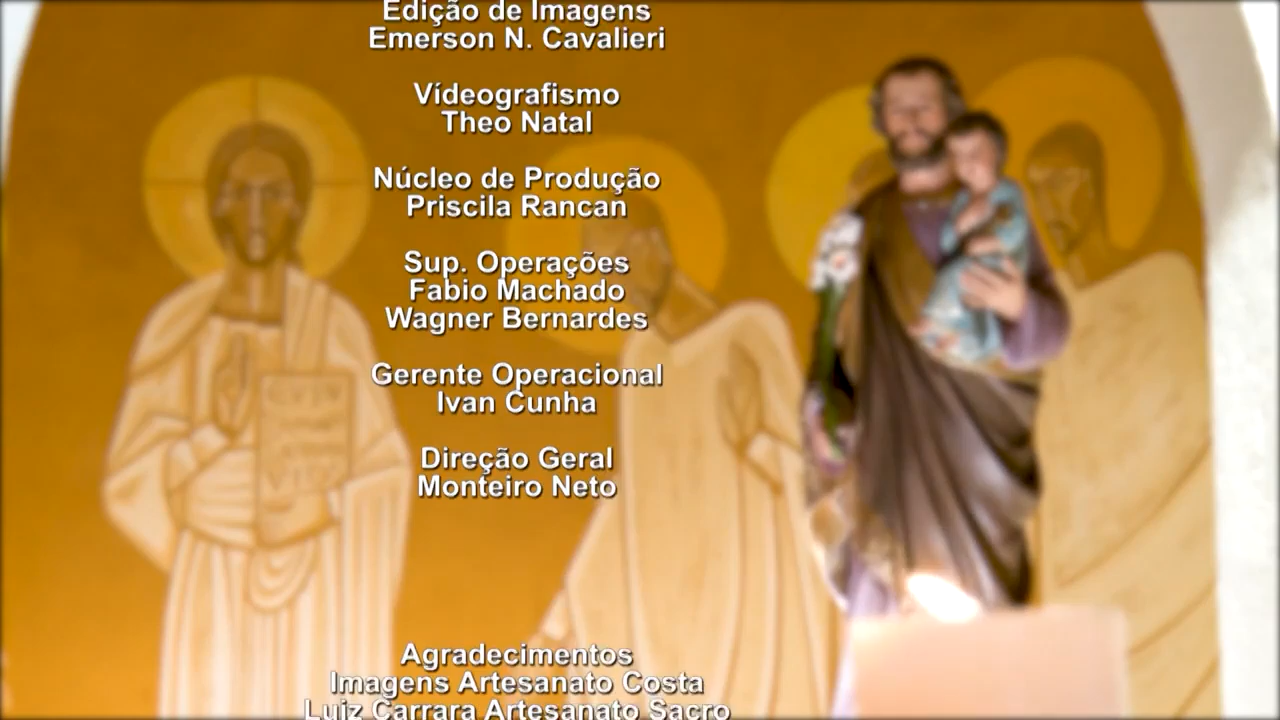 Edição de Imagens
Emerson N. Cavalieri
Vídeografismo
Theo Natal
Núcleo de Produção
Priscila Rancan
Sup. Operações
Fabio Machado
Wagner Bernardes
Gerente Operacional
Ivan Cunha
Direção Geral
Monteiro Neto
Agradecimentos
Imagens Artesanato Costa
Luiz Carrara Artesanato Sacro